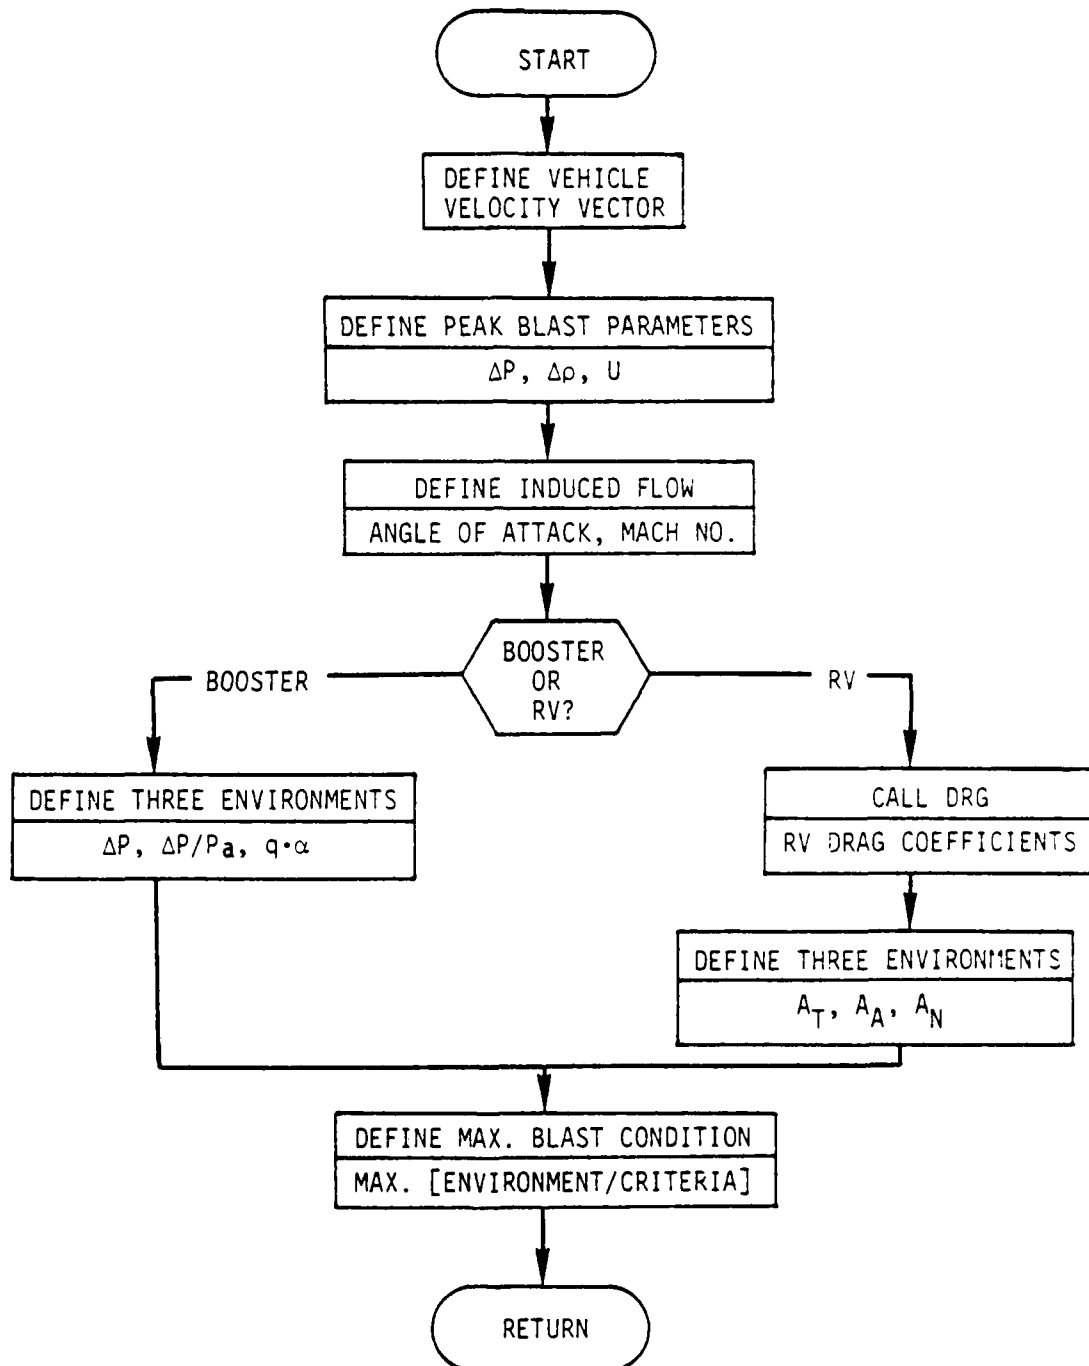 START
DEFINE VEHICLE
VELOCITY VECTOR
DEFINE PEAK BLAST PARAMETERS
ΔP, Δρ, U
DEFINE INDUCED FLOW
ANGLE OF ATTACK, MACH NO.
BOOSTER
OR
RV?
BOOSTER
RV
DEFINE THREE ENVIRONMENTS
ΔP, ΔP/Pa, q·α
CALL DRG
RV DRAG COEFFICIENTS
DEFINE THREE ENVIRONMENTS
A_T, A_A, A_N
DEFINE MAX. BLAST CONDITION
MAX. [ENVIRONMENT/CRITERIA]
RETURN